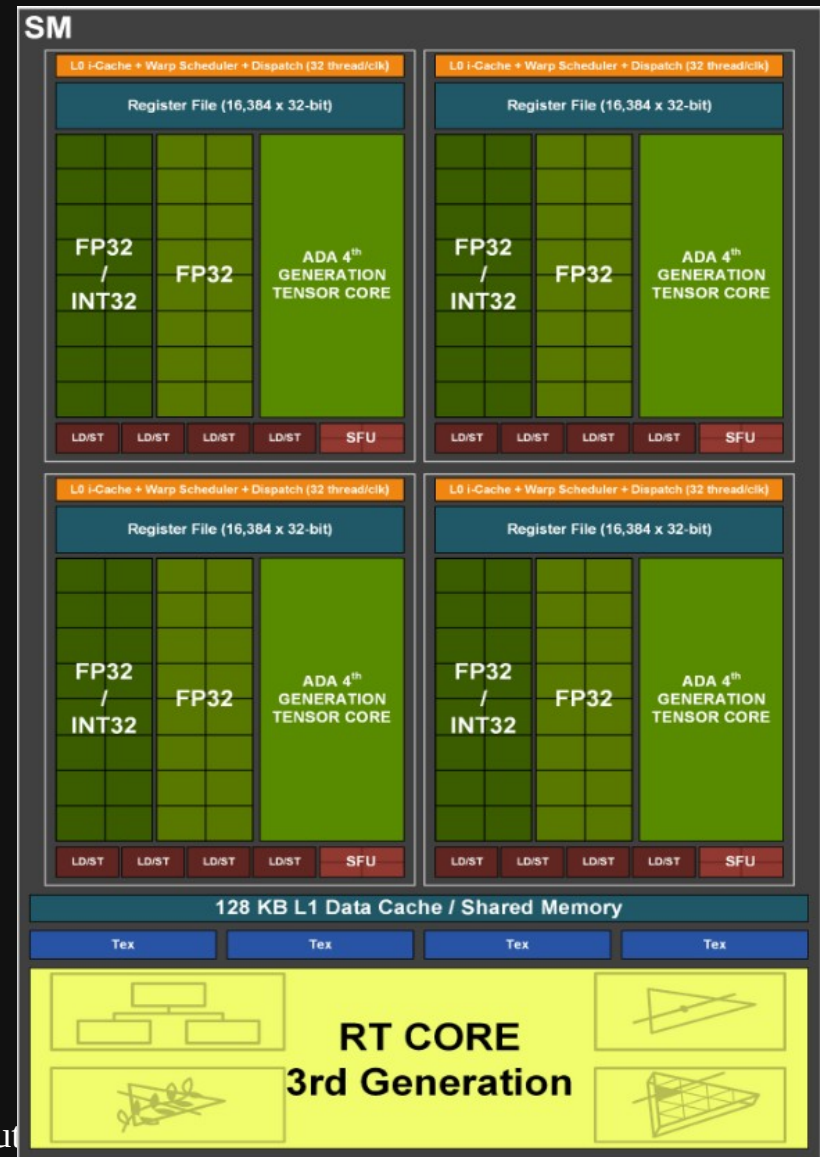 SM
L0 i-Cache + Warp Scheduler + Dispatch (32 thread/clk)
Register File (16,384 x 32-bit)
FP32
/
INT32
FP32
ADA 4th
GENERATION
TENSOR CORE
LD/ST LD/ST LD/ST LD/ST SFU
L0 i-Cache + Warp Scheduler + Dispatch (32 thread/clk)
Register File (16,384 x 32-bit)
FP32
/
INT32
FP32
ADA 4th
GENERATION
TENSOR CORE
LD/ST LD/ST LD/ST LD/ST SFU
L0 i-Cache + Warp Scheduler + Dispatch (32 thread/clk)
Register File (16,384 x 32-bit)
FP32
/
INT32
FP32
ADA 4th
GENERATION
TENSOR CORE
LD/ST LD/ST LD/ST LD/ST SFU
L0 i-Cache + Warp Scheduler + Dispatch (32 thread/clk)
Register File (16,384 x 32-bit)
FP32
/
INT32
FP32
ADA 4th
GENERATION
TENSOR CORE
LD/ST LD/ST LD/ST LD/ST SFU
128 KB L1 Data Cache / Shared Memory
Tex Tex Tex Tex
RT CORE
3rd Generation